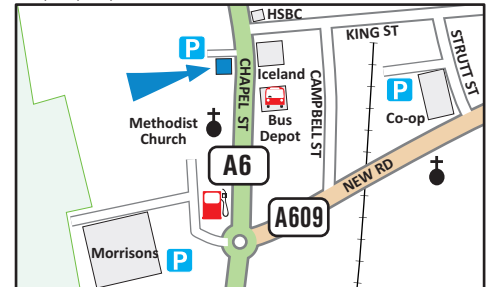 HSBC
KING ST
STRUTT ST
P
CHAPEL ST
Iceland
CAMPBELL ST
P
Co-op
Bus
Depot
Methodist
Church
A6
NEW RD
A609
Morrisons
P